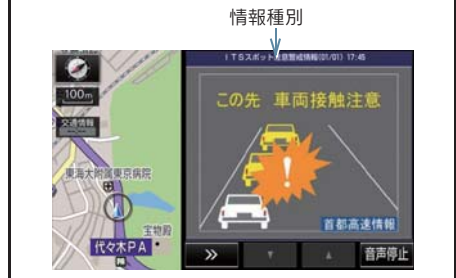 情報種別
ITSスポット注意警戒情報(01/01) 17:45
100m
交通情報
この先 車両接触注意
東海大附属東京病院
宝物殿
代々木PA
首都高速情報
音声停止